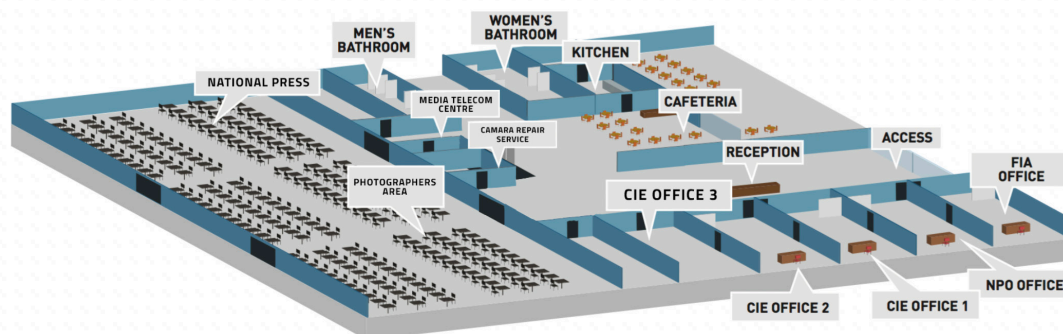 WOMEN'S
BATHROOM
MEN'S
BATHROOM
KITCHEN
NATIONAL PRESS
MEDIA TELECOM
CENTRE
CAFETERIA
CAMARA REPAIR
SERVICE
ACCESS
RECEPTION
FIA
OFFICE
PHOTOGRAPHERS
AREA
CIE OFFICE 3
NPO OFFICE
CIE OFFICE 2
CIE OFFICE 1